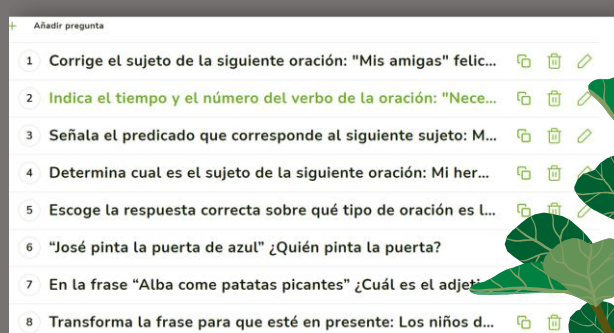 + Añadir pregunta
1 Corrige el sujeto de la siguiente oración: "Mis amigas" felic...
2 Indica el tiempo y el número del verbo de la oración: "Nece...
3 Señala el predicado que corresponde al siguiente sujeto: M...
4 Determina cual es el sujeto de la siguiente oración: Mi her...
5 Escoge la respuesta correcta sobre qué tipo de oración es l...
6 “José pinta la puerta de azul” ¿Quién pinta la puerta?
7 En la frase “Alba come patatas picantes” ¿Cuál es el adjeti
8 Transforma la frase para que esté en presente: Los niños d...